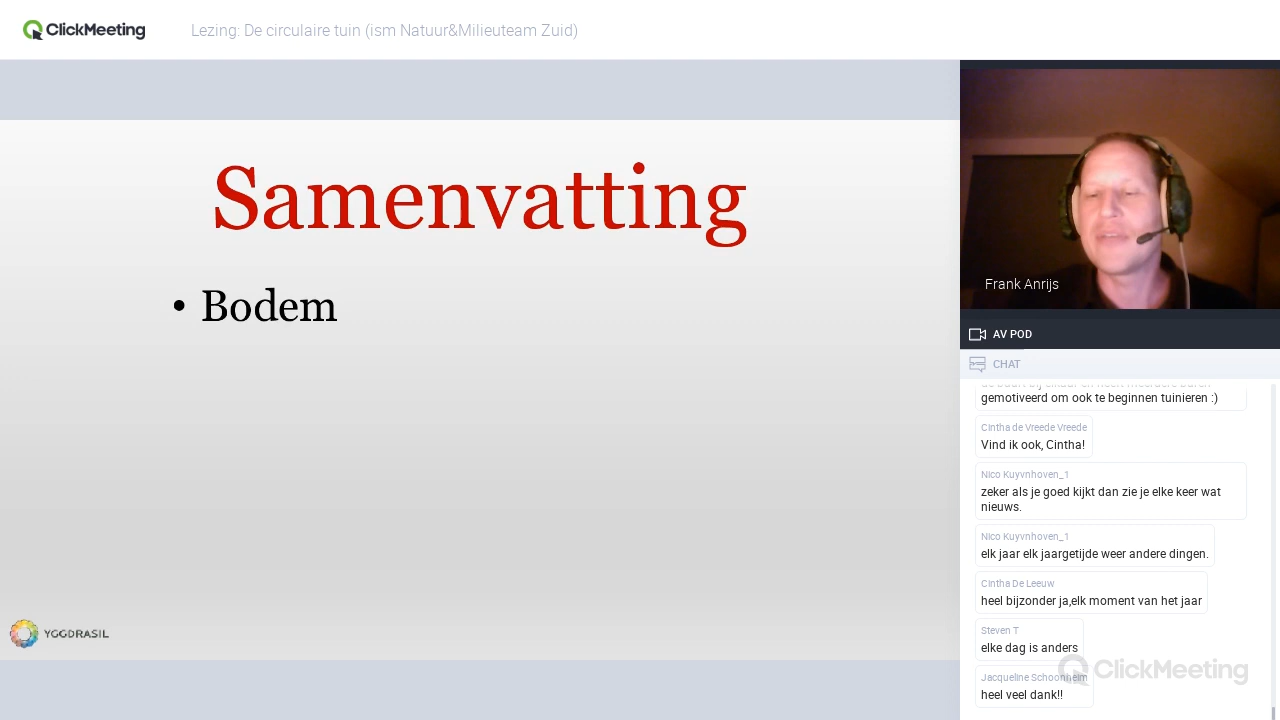 ClickMeeting
Lezing: De circulaire tuin (ism Natuur&Milieuteam Zuid)
Samenvatting
• Bodem
YGGDRASIL
Frank Anrijs
AV POD
CHAT
gemotiveerd om ook te beginnen tuinieren :)
Cintha de Vreede Vreede
Vind ik ook, Cintha!
Nico Kuyvnhoven_1
zeker als je goed kijkt dan zie je elke keer wat
nieuws.
Nico Kuyvnhoven_1
elk jaar elk jaargetijde weer andere dingen.
Cintha De Leeuw
heel bijzonder ja,elk moment van het jaar
Steven T
elke dag is anders
Jacqueline Schoonheim
heel veel dank!!
ClickMeeting